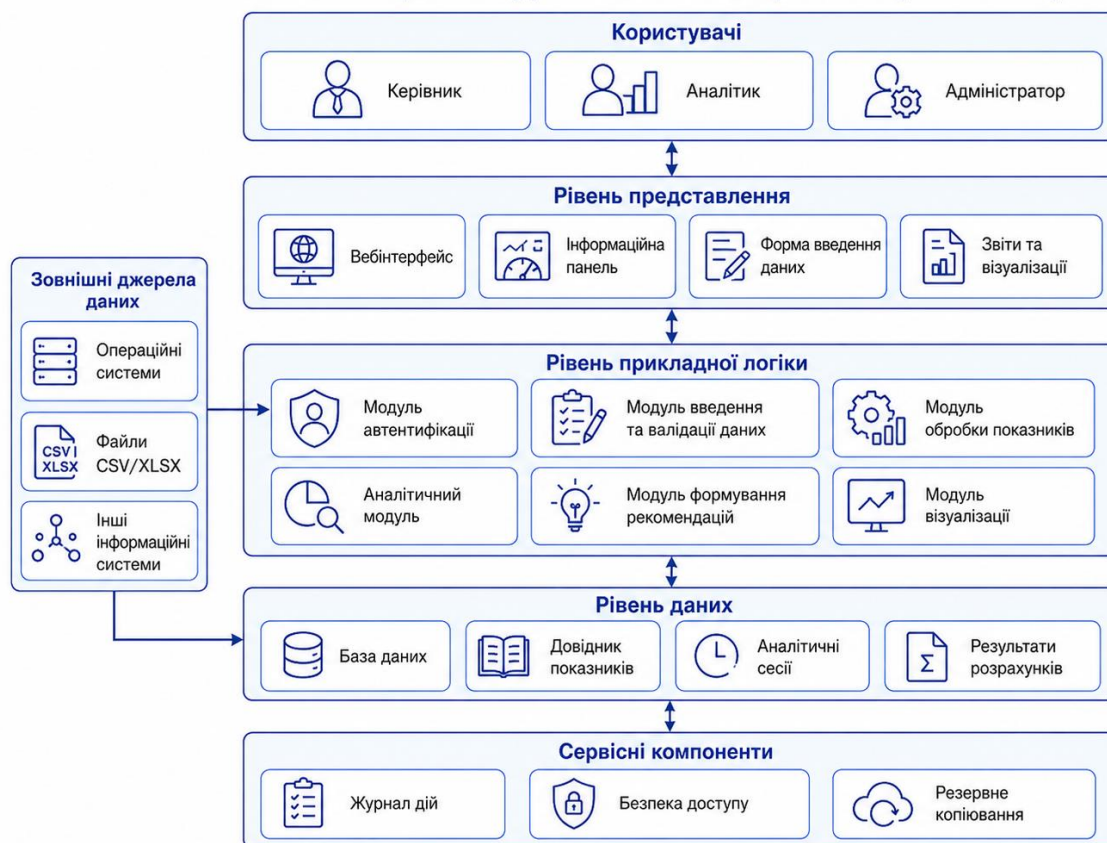 Користувачі
Керівник
Аналітик
Адміністратор
Рівень представлення
Вебінтерфейс
Інформаційна
панель
Форма введення
даних
Звіти та
візуалізації
Зовнішні джерела
даних
Операційні
системи
CSV
XLSX
Файли
CSV/XLSX
Інші
інформаційні
системи
Рівень прикладної логіки
Модуль
автентифікації
Модуль введення
та валідації даних
Модуль
обробки показників
Аналітичний
модуль
Модуль формування
рекомендацій
Модуль
візуалізації
Рівень даних
База даних
Довідник
показників
Аналітичні
сесії
Σ
Результати
розрахунків
Сервісні компоненти
Журнал дій
Безпека доступу
Резервне
копіювання